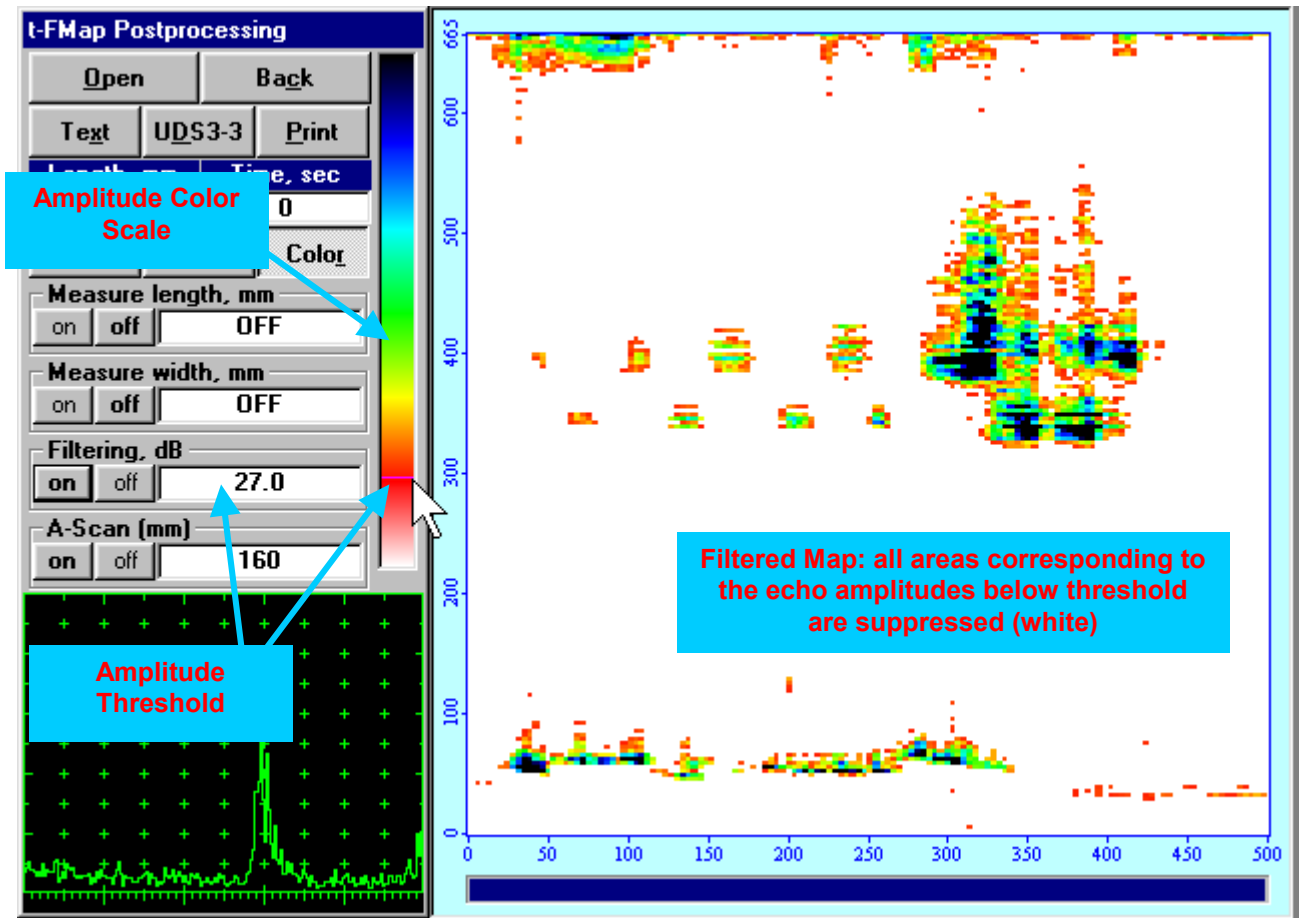 t-FMap Postprocessing
Open
Back
Text
UDS3-3
Print
Time, sec
Amplitude Color
Scale
0
Color
Measure length, mm
on
off
OFF
Measure width, mm
on
off
OFF
Filtering, dB
on
off
27.0
A-Scan (mm)
on
off
160
Amplitude
Threshold
665
600
500
400
300
200
100
0
Filtered Map: all areas corresponding to
the echo amplitudes below threshold
are suppressed (white)
0 50 100 150 200 250 300 350 400 450 500